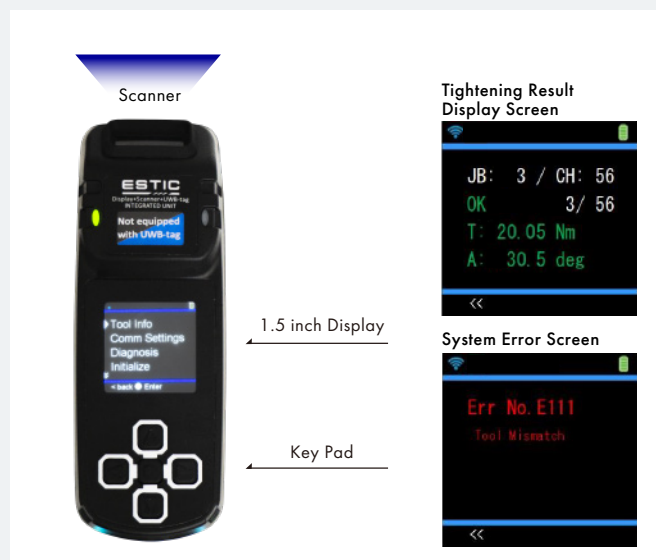 Scanner
ESTIC
Display+Scanner+UWB-tag
INTEGRATED UNIT
Not equipped
with UWB-tag
Tool Info
Comm Settings
Diagnosis
Initialize
< back Enter
1.5 inch Display
Key Pad
Tightening Result
Display Screen
JB: 3 / CH: 56
OK 3/ 56
T: 20.05 Nm
A: 30.5 deg
<<
System Error Screen
Err No.E111
Tool Mismatch
<<